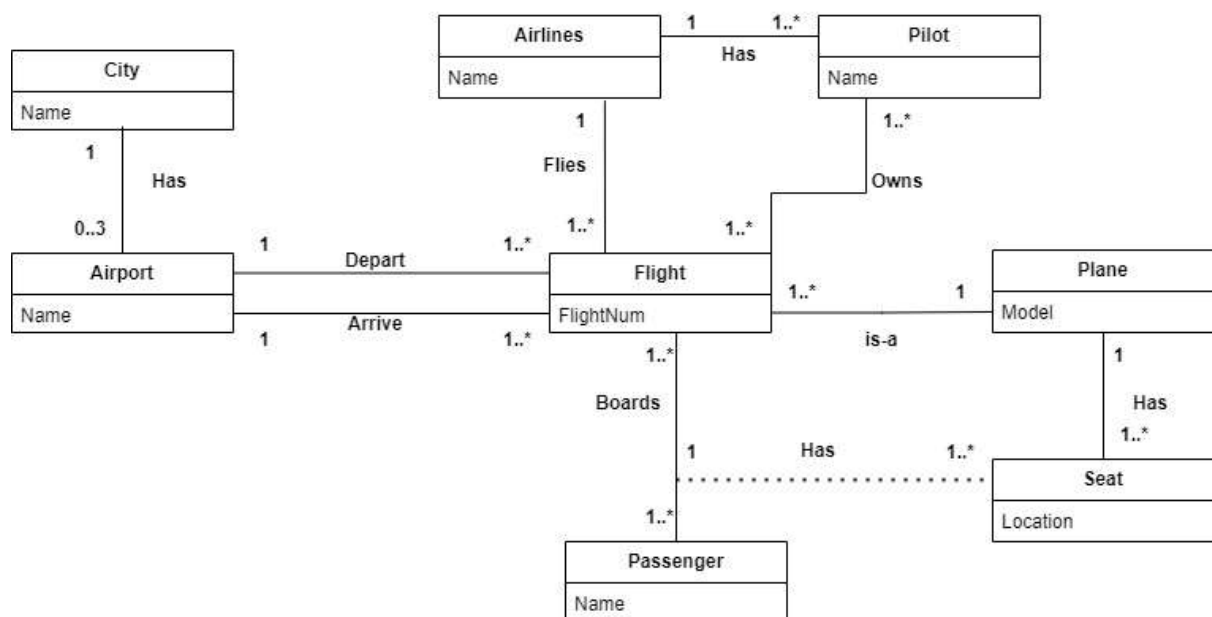 Airlines
Name
1
1..*
Has
Pilot
Name
City
Name
1
Has
0..3
1
Flies
1..*
1..*
Owns
1..*
Airport
Name
1
Depart
1..*
1
Arrive
1..*
Flight
FlightNum
1..*
1
is-a
Plane
Model
1..*
Boards
1
Has
1..*
1
Has
1..*
Seat
Location
1..*
Passenger
Name